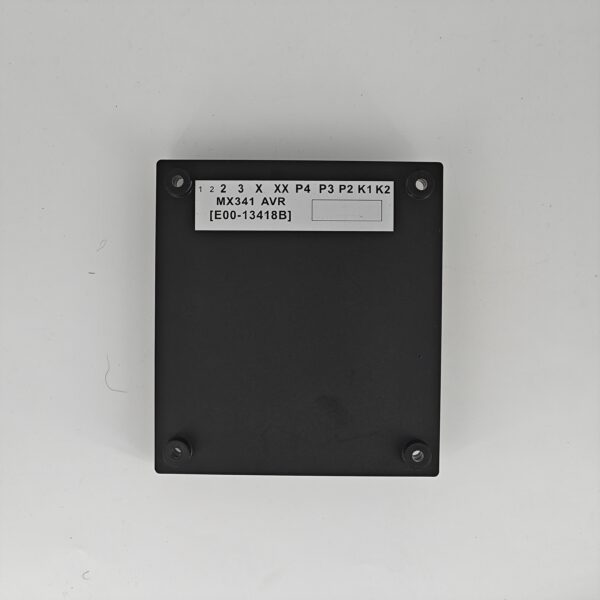 1 2 2 3 X XX P4 P3 P2 K1 K2
MX341 AVR
[E00-13418B]